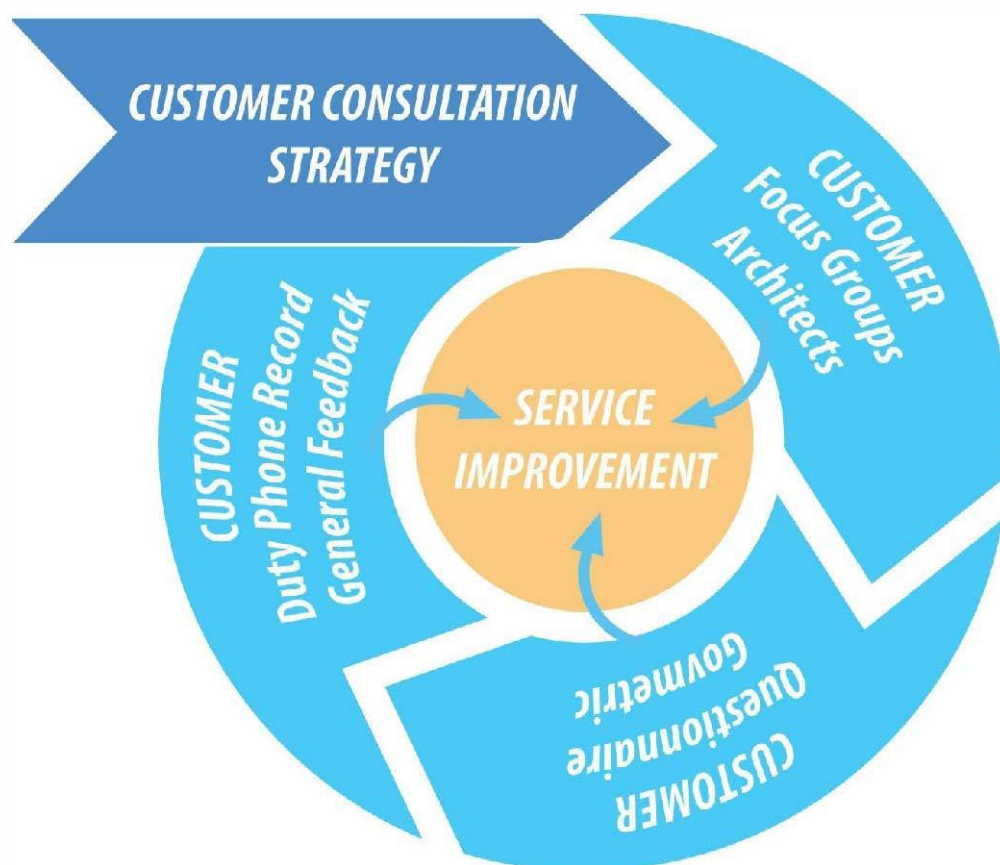 CUSTOMER CONSULTATION
STRATEGY
CUSTOMER
Focus Groups
Architects
CUSTOMER
Questionnaire
Govmetric
CUSTOMER
Duty Phone Record
General Feedback
SERVICE
IMPROVEMENT